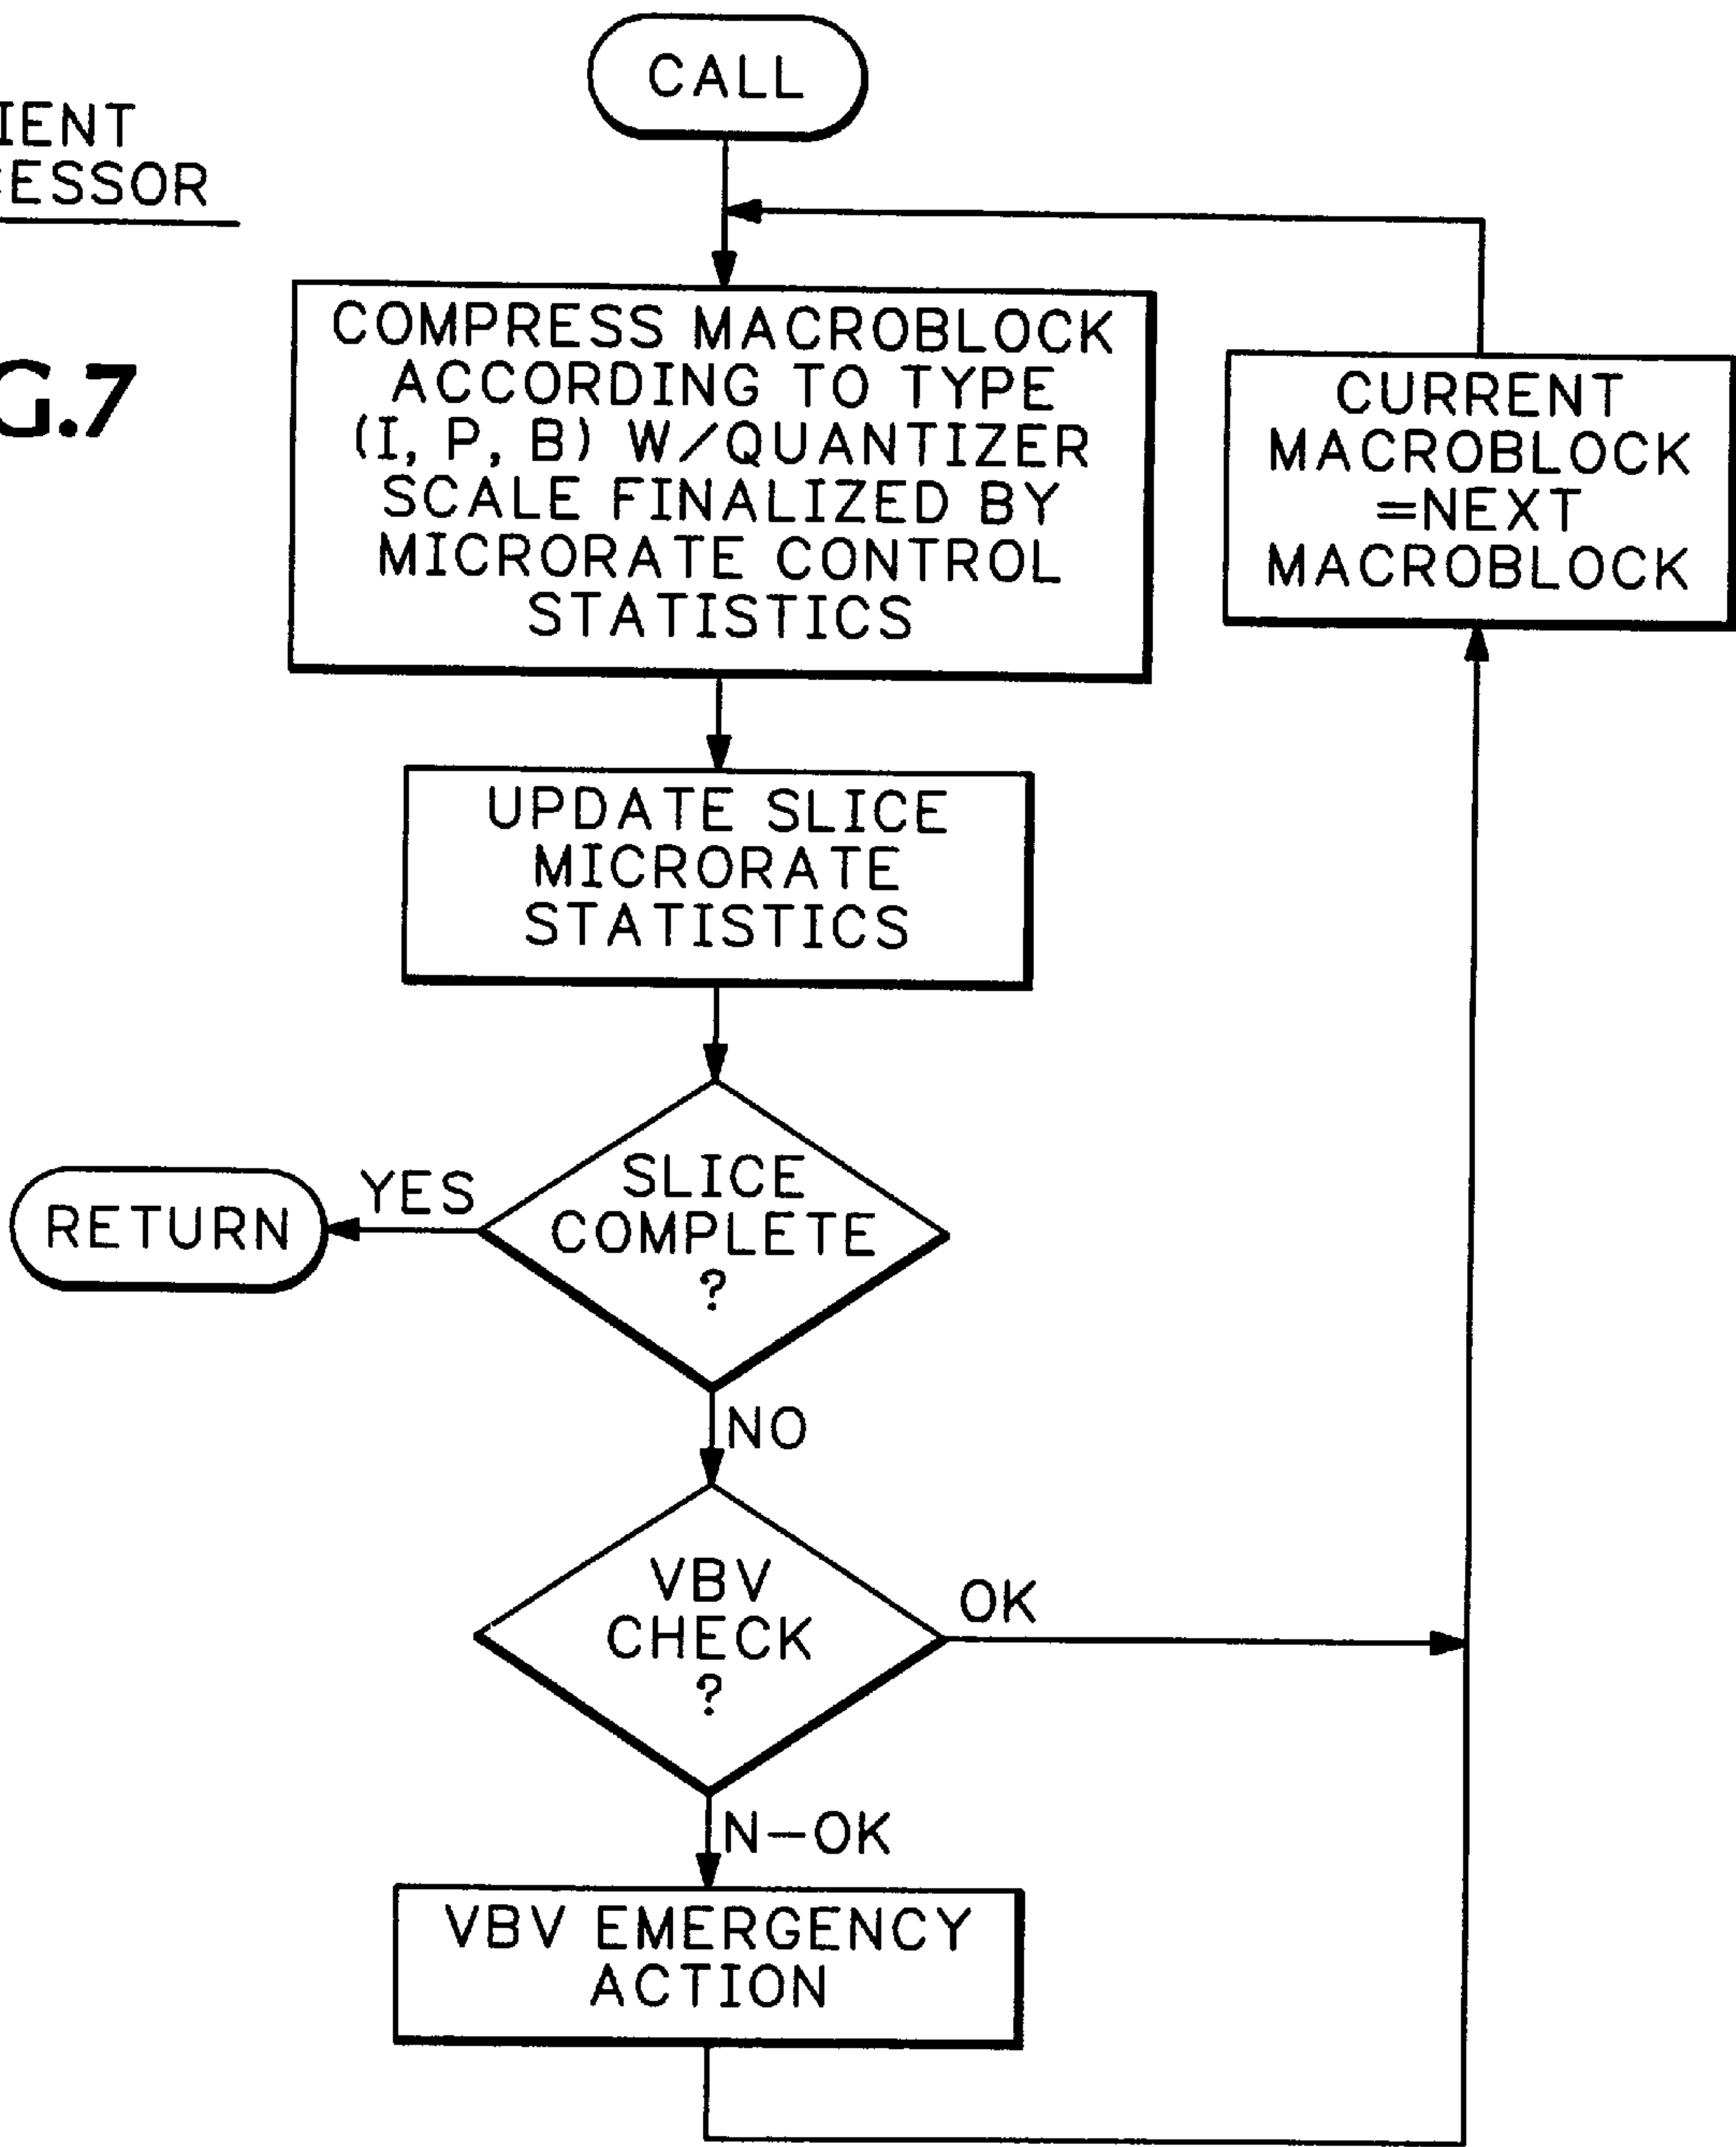 CALL
IENT
ESSOR
G.7
COMPRESS MACROBLOCK
ACCORDING TO TYPE
(I, P, B) W/QUANTIZER
SCALE FINALIZED BY
MICRORATE CONTROL
STATISTICS
CURRENT
MACROBLOCK
=NEXT
MACROBLOCK
UPDATE SLICE
MICRORATE
STATISTICS
SLICE
COMPLETE
?
YES
RETURN
NO
VBV
CHECK
?
OK
N-OK
VBV EMERGENCY
ACTION